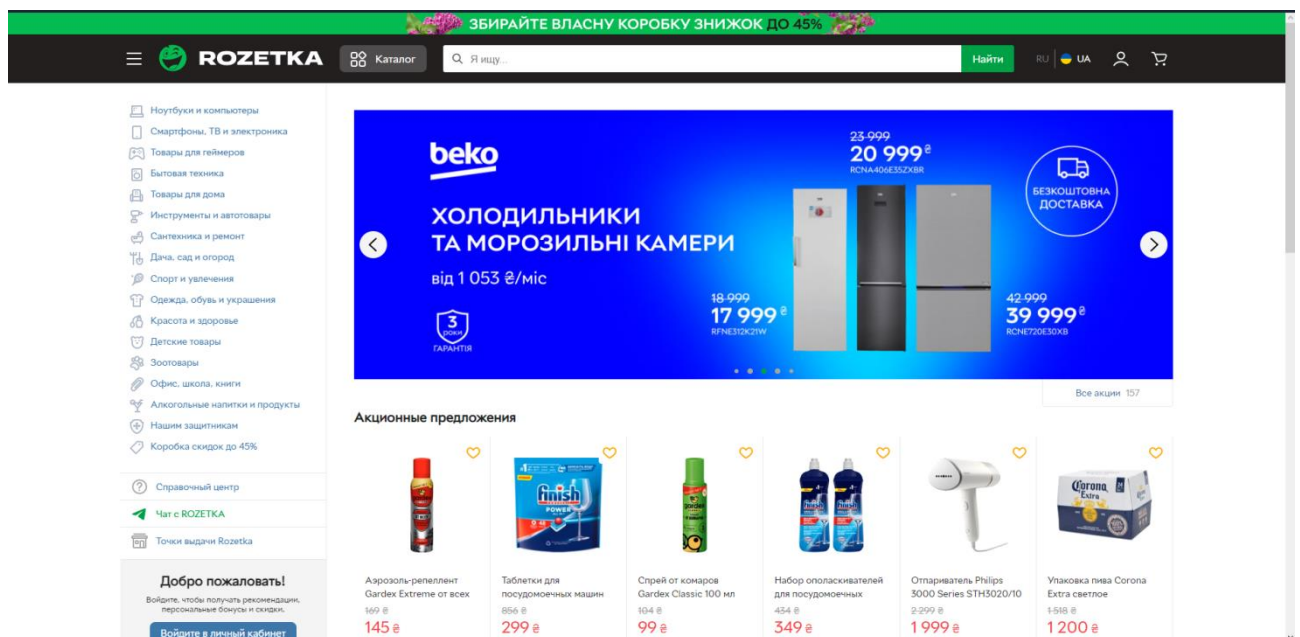 ЗБИРАЙТЕ ВЛАСНУ КОРОБКУ ЗНИЖОК ДО 45%
ROZETKA
Каталог
Я ищу...
Найти
RU
UA
Ноутбуки и компьютеры
Смартфоны, ТВ и электроника
Товары для геймеров
Бытовая техника
Товары для дома
Инструменты и автотовары
Сантехника и ремонт
Дача, сад и огород
Спорт и увлечения
Одежда, обувь и украшения
Красота и здоровье
Детские товары
Зоотовары
Офис, школа, книги
Алкогольные напитки и продукты
Нашим защитникам
Коробка скидок до 45%
Справочный центр
Чат с ROZETKA
Точки выдачи Rozetka
Добро пожаловать!
Войдите, чтобы получать рекомендации,
персональные бонусы и скидки.
Войдите в личный кабинет
beko
ХОЛОДИЛЬНИКИ
ТА МОРОЗИЛЬНІ КАМЕРИ
від 1 053 ₴/міс
3
РОКИ
ГАРАНТІЯ
23 999
20 999 ₴
RCNA406E35ZXBR
18 999
17 999 ₴
RFNE312K21W
42 999
39 999 ₴
RCNE720E30XB
БЕЗКОШТОВНА
ДОСТАВКА
Все акции 157
Акционные предложения
finish
POWER
finish
Corona
Extra
Аэрозоль-репеллент
Gardex Extreme от всех
169 ₴
145 ₴
Таблетки для
посудомоечных машин
856 ₴
299 ₴
Спрей от комаров
Gardex Classic 100 мл
104 ₴
99 ₴
Набор ополаскивателей
для посудомоечных
434 ₴
349 ₴
Отпариватель Philips
3000 Series STH3020/10
2 299 ₴
1 999 ₴
Упаковка пива Corona
Extra светлое
1 518 ₴
1 200 ₴